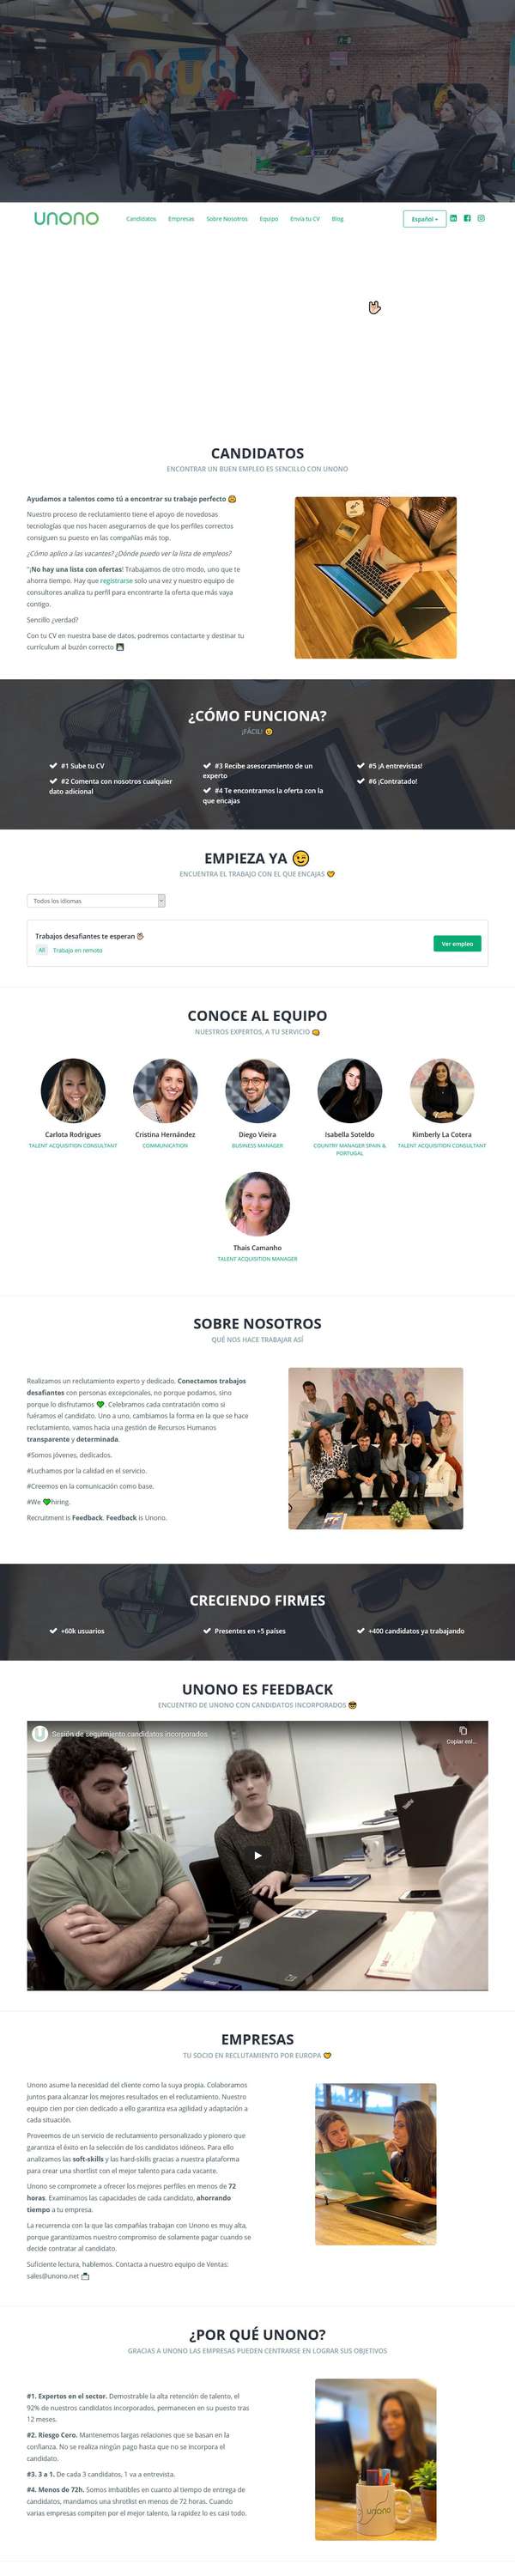 unono
Candidatos Empresas Sobre Nosotros Equipo Envía tu CV Blog
Español
CANDIDATOS
ENCONTRAR UN BUEN EMPLEO ES SENCILLO CON UNONO
Ayudamos a talentos como tú a encontrar su trabajo perfecto
Nuestro proceso de reclutamiento tiene el apoyo de novedosas
tecnologías que nos hacen asegurarnos de que los perfiles correctos
consiguen su puesto en las compañías más top.
¿Cómo aplico a las vacantes? ¿Dónde puedo ver la lista de empleos?
"¡No hay una lista con ofertas! Trabajamos de otro modo, uno que te
ahorra tiempo. Hay que registrarse solo una vez y nuestro equipo de
consultores analiza tu perfil para encontrarte la oferta que más vaya
contigo.
Sencillo ¿verdad?
Con tu CV en nuestra base de datos, podremos contactarte y destinar tu
currículum al buzón correcto
¿CÓMO FUNCIONA?
¡FÁCIL!
#1 Sube tu CV
#2 Comenta con nosotros cualquier
dato adicional
#3 Recibe asesoramiento de un
experto
#4 Te encontramos la oferta con la
que encajas
#5 ¡A entrevistas!
#6 ¡Contratado!
EMPIEZA YA
ENCUENTRA EL TRABAJO CON EL QUE ENCAJAS
Todos los idiomas
Trabajos desafiantes te esperan
All Trabaja en remoto
Ver empleo
CONOCE AL EQUIPO
NUESTROS EXPERTOS, A TU SERVICIO
Carlota Rodrigues
TALENT ACQUISITION CONSULTANT
Cristina Hernández
COMMUNICATION
Diego Vieira
BUSINESS MANAGER
Isabella Soteldo
COUNTRY MANAGER SPAIN &
PORTUGAL
Kimberly La Cotera
TALENT ACQUISITION CONSULTANT
Thais Camanho
TALENT ACQUISITION MANAGER
SOBRE NOSOTROS
QUÉ NOS HACE TRABAJAR ASÍ
Realizamos un reclutamiento experto y dedicado. Conectamos trabajos
desafiantes con personas excepcionales, no porque podamos, sino
porque lo disfrutamos . Celebramos cada contratación como si
fuéramos el candidato. Uno a uno, cambiamos la forma en la que se hace
reclutamiento, vamos hacia una gestión de Recursos Humanos
transparente y determinada.
#Somos jóvenes, dedicados.
#Luchamos por la calidad en el servicio.
#Creemos en la comunicación como base.
#We hiring.
Recruitment is Feedback. Feedback is Unono.
CRECIENDO FIRMES
+60k usuarios
Presentes en +5 países
+400 candidatos ya trabajando
UNONO ES FEEDBACK
ENCUENTRO DE UNONO CON CANDIDATOS INCORPORADOS
Sesión de seguimiento candidatos incorporados
Copiar enl...
EMPRESAS
TU SOCIO EN RECLUTAMIENTO POR EUROPA
Unono asume la necesidad del cliente como la suya propia. Colaboramos
juntos para alcanzar los mejores resultados en el reclutamiento. Nuestro
equipo cien por cien dedicado a ello garantiza esa agilidad y adaptación a
cada situación.
Proveemos de un servicio de reclutamiento personalizado y pionero que
garantiza el éxito en la selección de los candidatos idóneos. Para ello
analizamos las soft-skills y las hard-skills gracias a nuestra plataforma
para crear una shortlist con el mejor talento para cada vacante.
Unono se compromete a ofrecer los mejores perfiles en menos de 72
horas. Examinamos las capacidades de cada candidato, ahorrando
tiempo a tu empresa.
La recurrencia con la que las compañías trabajan con Unono es muy alta,
porque garantizamos nuestro compromiso de solamente pagar cuando se
decide contratar al candidato.
Suficiente lectura, hablemos. Contacta a nuestro equipo de Ventas:
sales@unono.net
¿POR QUÉ UNONO?
GRACIAS A UNONO LAS EMPRESAS PUEDEN CENTRARSE EN LOGRAR SUS OBJETIVOS
#1. Expertos en el sector. Demostrable la alta retención de talento, el
92% de nuestros candidatos incorporados, permanecen en su puesto tras
12 meses.
#2. Riesgo Cero. Mantenemos largas relaciones que se basan en la
confianza. No se realiza ningún pago hasta que no se incorpora el
candidato.
#3. 3 a 1. De cada 3 candidatos, 1 va a entrevista.
#4. Menos de 72h. Somos imbatibles en cuanto al tiempo de entrega de
candidatos, mandamos una shrotlist en menos de 72 horas. Cuando
varias empresas compiten por el mejor talento, la rapidez lo es casi todo.
unono